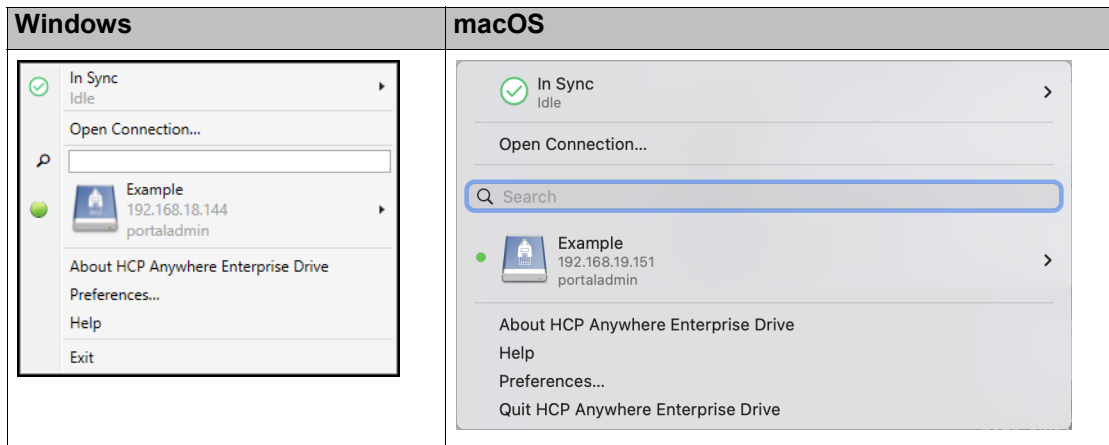 Windows
macOS
In Sync
Idle
Open Connection...
Example
192.168.18.144
portaladmin
About HCP Anywhere Enterprise Drive
Preferences...
Help
Exit
In Sync
Idle
Open Connection...
Search
Example
192.168.19.151
portaladmin
About HCP Anywhere Enterprise Drive
Help
Preferences...
Quit HCP Anywhere Enterprise Drive